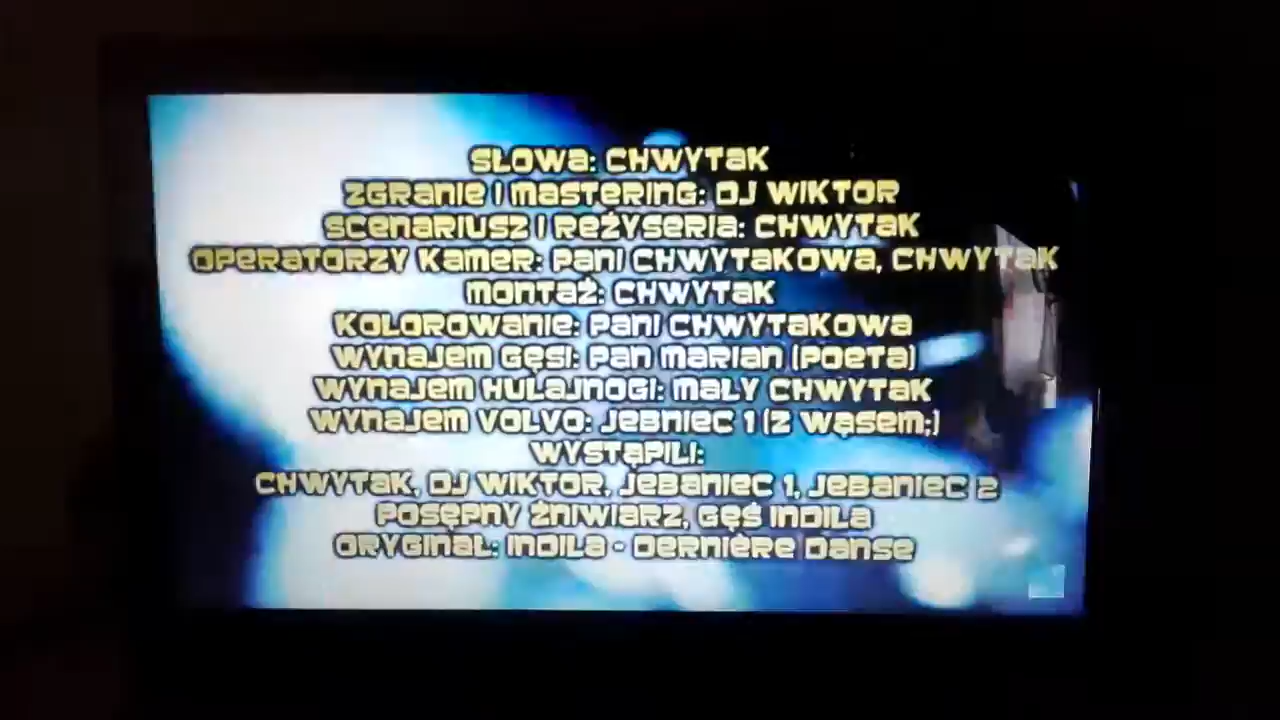 SŁOWA: CHWYTAK
ZGRANIE I MASTERING: DJ WIKTOR
SCENARIUSZ I REŻYSERIA: CHWYTAK
OPERATORZY KAMER: PANI CHWYTAKOWA, CHWYTAK
MONTAŻ: CHWYTAK
KOLOROWANIE: PANI CHWYTAKOWA
WYNAJEM GĘSI: PAN MARIAN (POETA)
WYNAJEM HULAJNOGI: MAŁY CHWYTAK
WYNAJEM VOLVO: JEBNIEC 1 (Z WĄSEM;)
WYSTĄPILI:
CHWYTAK, DJ WIKTOR, JEBANIEC 1, JEBANIEC 2
POSĘPNY ŻNIWIARZ, GĘŚ INDILA
ORYGINAŁ: INDILA - DERNIÈRE DANSE